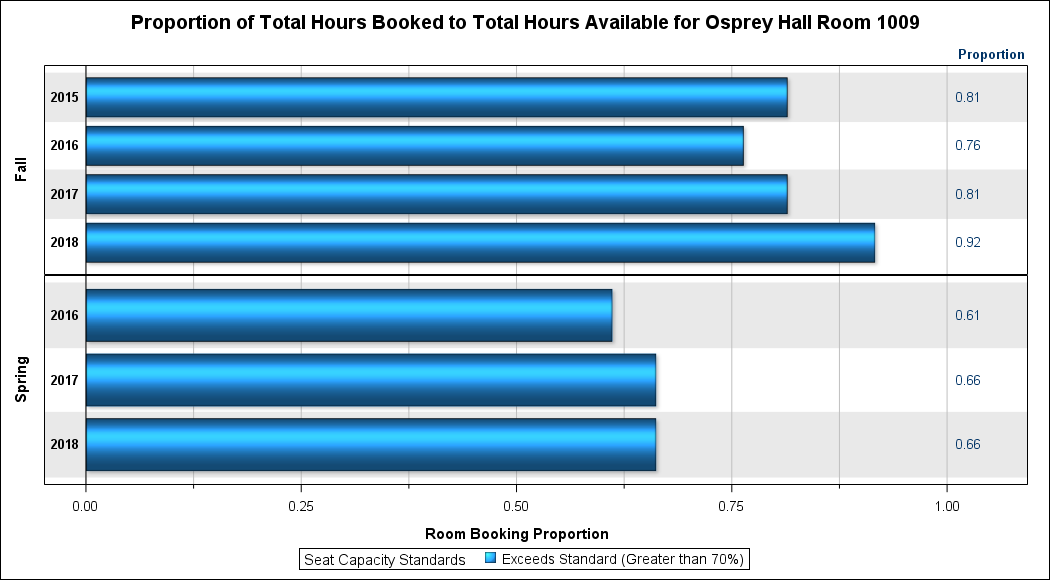 Proportion of Total Hours Booked to Total Hours Available for Osprey Hall Room 1009
Proportion
Fall
2015 0.81
2016 0.76
2017 0.81
2018 0.92
Spring
2016 0.61
2017 0.66
2018 0.66
0.00 0.25 0.50 0.75 1.00
Room Booking Proportion
Seat Capacity Standards Exceeds Standard (Greater than 70%)